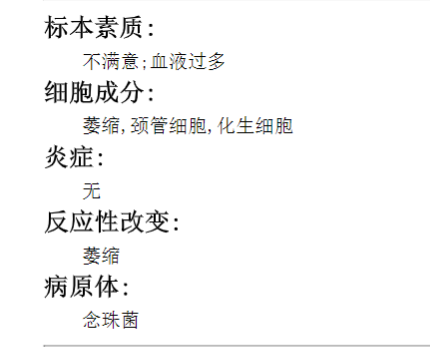 标本素质:
不满意;血液过多
细胞成分:
萎缩,颈管细胞,化生细胞
炎症:
无
反应性改变:
萎缩
病原体:
念珠菌